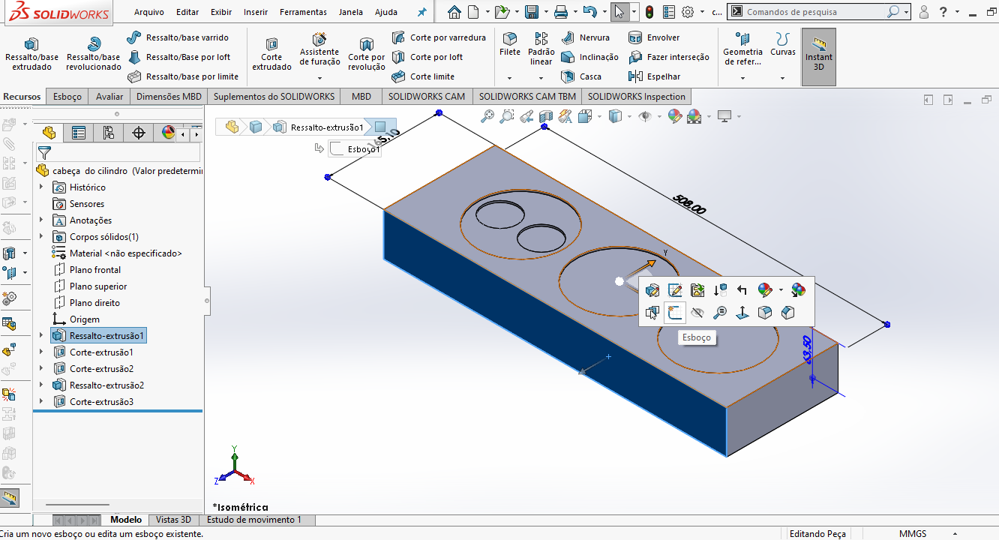 SOLIDWORKS
Arquivo Editar Exibir Inserir Ferramentas Janela Ajuda
c...
Comandos de pesquisa
?
Ressalto/base extrudado
Ressalto/base revolucionado
Ressalto/base varrido
Ressalto/Base por loft
Ressalto/base por limite
Corte extrudado
Assistente de furação
Corte por revolução
Corte por varredura
Corte por loft
Corte limite
Filete
Padrão linear
Nervura
Inclinação
Casca
Envolver
Fazer interseção
Espelhar
Geometria de refer...
Curvas
Instant 3D
Recursos Esboço Avaliar Dimensões MBD Suplementos do SOLIDWORKS MBD SOLIDWORKS CAM SOLIDWORKS CAM TBM SOLIDWORKS Inspection
Ressalto-extrusão1
Esboço1
cabeça do cilindro (Valor predetermi
Histórico
Sensores
Anotações
Corpos sólidos(1)
Material <não especificado>
Plano frontal
Plano superior
Plano direito
Origem
Ressalto-extrusão1
Corte-extrusão1
Corte-extrusão2
Ressalto-extrusão2
Corte-extrusão3
165,10
508,00
63,50
Y
Esboço
Y
Z
X
*Isométrica
Modelo Vistas 3D Estudo de movimento 1
Cria um novo esboço ou edita um esboço existente.
Editando Peça
MMGS